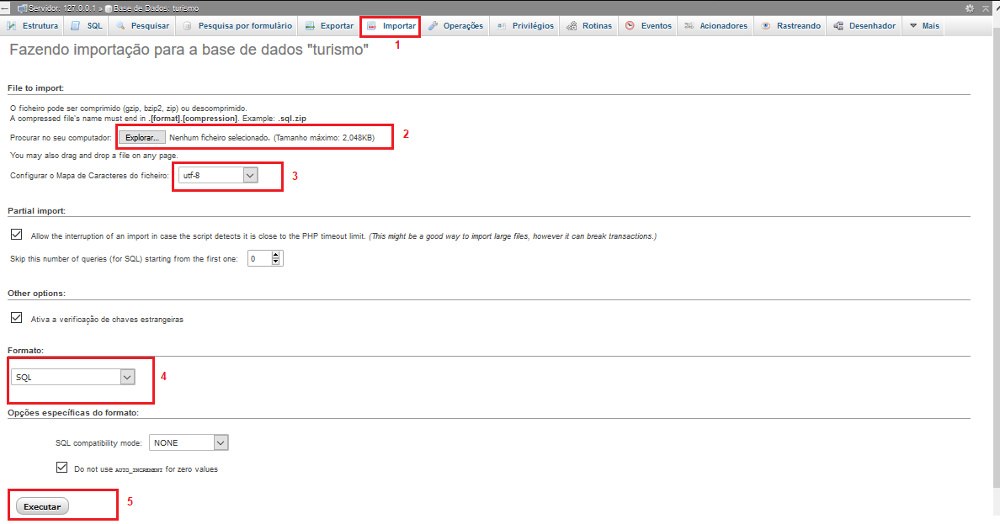 Servidor: 127.0.0.1 » Base de Dados: turismo
Estrutura SQL Pesquisar Pesquisa por formulário Exportar Importar Operações Privilégios Rotinas Eventos Acionadores Rastreando Desenhador Mais
1
Fazendo importação para a base de dados "turismo"
File to import:
O ficheiro pode ser comprimido (gzip, bzip2, zip) ou descomprimido.
A compressed file's name must end in .[format].[compression]. Example: .sql.zip
Procurar no seu computador: Explorar... Nenhum ficheiro selecionado. (Tamanho máximo: 2,048KB) 2
You may also drag and drop a file on any page.
Configurar o Mapa de Caracteres do ficheiro: utf-8 3
Partial import:
Allow the interruption of an import in case the script detects it is close to the PHP timeout limit. (This might be a good way to import large files, however it can break transactions.)
Skip this number of queries (for SQL) starting from the first one: 0
Other options:
Ativa a verificação de chaves estrangeiras
Formato:
SQL 4
Opções específicas do formato:
SQL compatibility mode: NONE
Do not use AUTO_INCREMENT for zero values
Executar 5